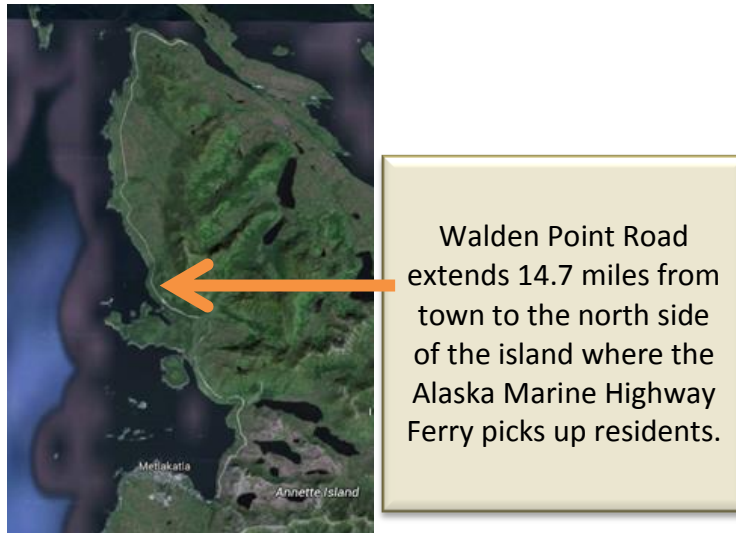 Walden Point Road
extends 14.7 miles from
town to the north side
of the island where the
Alaska Marine Highway
Ferry picks up residents.
Metlakatla
Annette Island